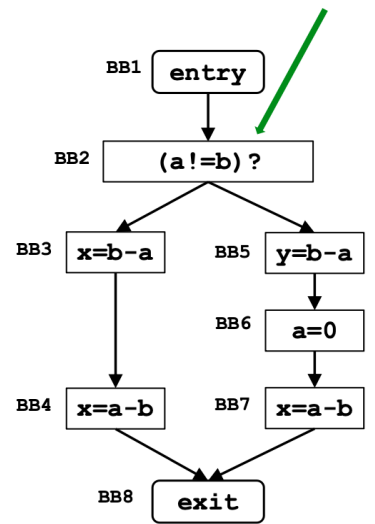 BB1 entry
BB2 (a!=b)?
BB3 x=b-a BB5 y=b-a
BB6 a=0
BB4 x=a-b BB7 x=a-b
BB8 exit